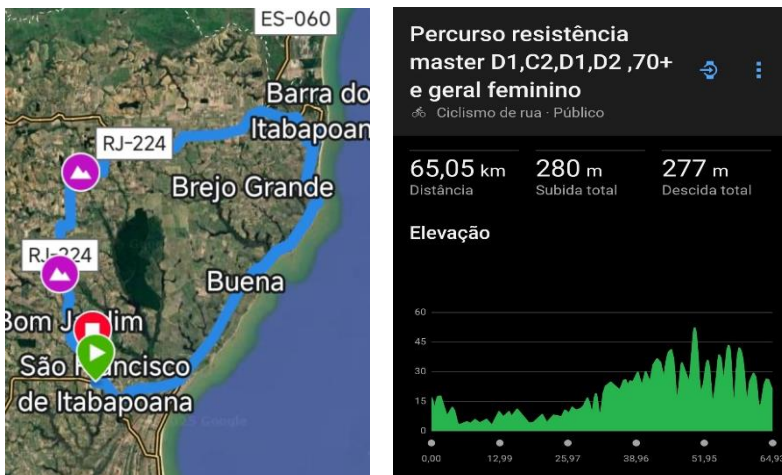 ES-060
Barra do
Itabapoan
RJ-224
Brejo Grande
RJ-224
Buena
Bom Jardim
São Francisco
de Itabapoana
Google
Percurso resistência
master D1,C2,D1,D2 ,70+
e geral feminino
Ciclismo de rua · Público
65,05 km 280 m 277 m
Distância Subida total Descida total
Elevação
60
45
30
15
0
0,00 12,99 25,97 38,96 51,95 64,92